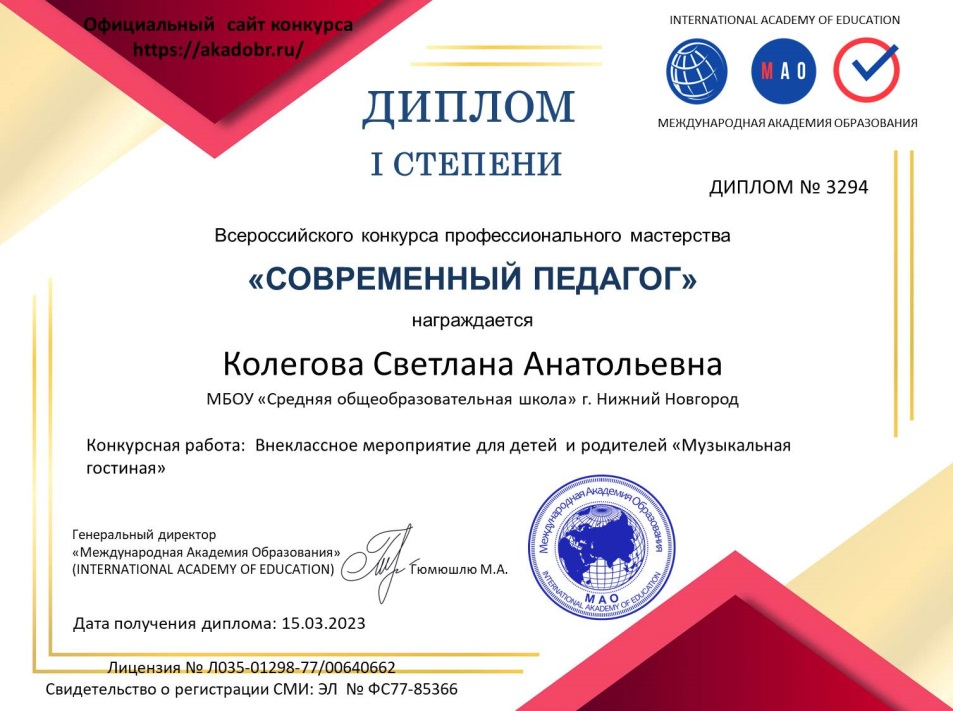 Официальный сайт конкурса
https://akadobr.ru/
INTERNATIONAL ACADEMY OF EDUCATION
МАО
МЕЖДУНАРОДНАЯ АКАДЕМИЯ ОБРАЗОВАНИЯ
ДИПЛОМ
I СТЕПЕНИ
ДИПЛОМ № 3294
Всероссийского конкурса профессионального мастерства
«СОВРЕМЕННЫЙ ПЕДАГОГ»
награждается
Колегова Светлана Анатольевна
МБОУ «Средняя общеобразовательная школа» г. Нижний Новгород
Конкурсная работа: Внеклассное мероприятие для детей и родителей «Музыкальная
гостиная»
Генеральный директор
«Международная Академия Образования»
(INTERNATIONAL ACADEMY OF EDUCATION) Тюмюшлю М.А.
Международная Академия Образования
МАО
INTERNATIONAL ACADEMY OF EDUCATION
Дата получения диплома: 15.03.2023
Лицензия № Л035-01298-77/00640662
Свидетельство о регистрации СМИ: ЭЛ № ФС77-85366